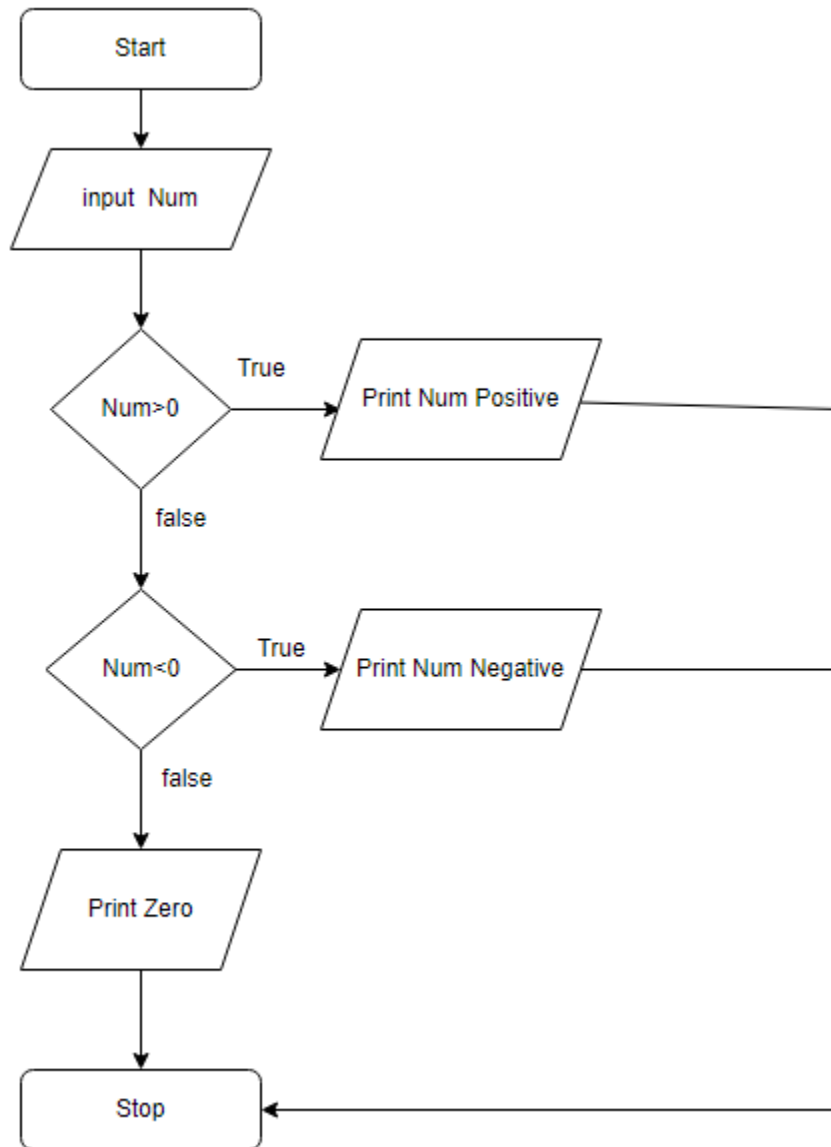 Start
input Num
Num>0
True
Print Num Positive
false
Num<0
True
Print Num Negative
false
Print Zero
Stop